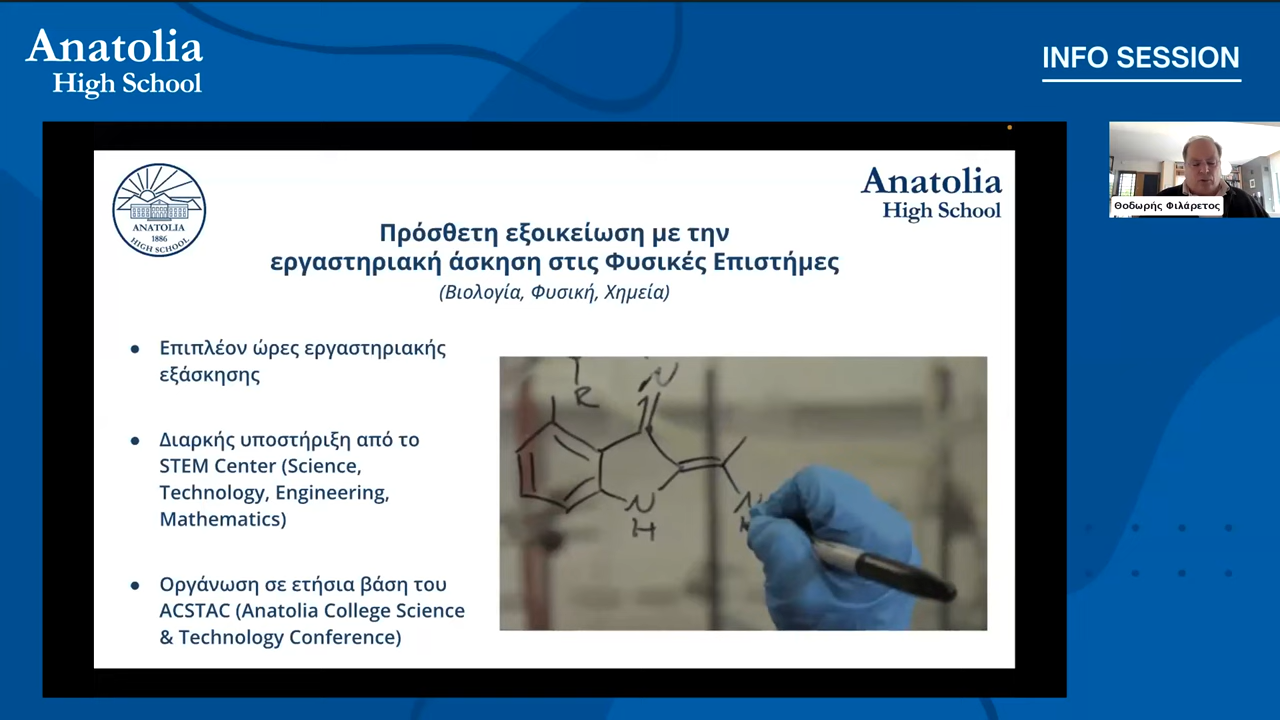 Anatolia
High School
INFO SESSION
ANATOLIA
1886
HIGH SCHOOL
Anatolia
High School
Πρόσθετη εξοικείωση με την
εργαστηριακή άσκηση στις Φυσικές Επιστήμες
(Βιολογία, Φυσική, Χημεία)
● Επιπλέον ώρες εργαστηριακής
εξάσκησης
● Διαρκής υποστήριξη από το
STEM Center (Science,
Technology, Engineering,
Mathematics)
● Οργάνωση σε ετήσια βάση του
ACSTAC (Anatolia College Science
& Technology Conference)
N
R
N
H
N
Θοδωρής Φιλάρετος